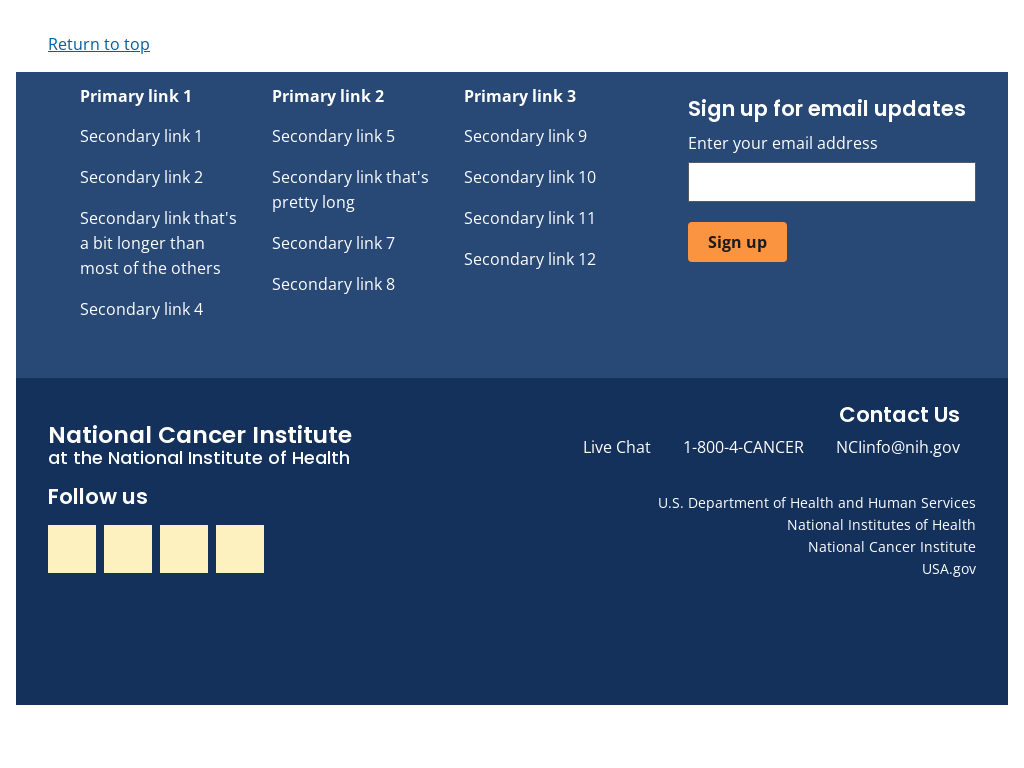 Return to top
Primary link 1
Secondary link 1
Secondary link 2
Secondary link that's
a bit longer than
most of the others
Secondary link 4
Primary link 2
Secondary link 5
Secondary link that's
pretty long
Secondary link 7
Secondary link 8
Primary link 3
Secondary link 9
Secondary link 10
Secondary link 11
Secondary link 12
Sign up for email updates
Enter your email address
Sign up
National Cancer Institute
at the National Institute of Health
Follow us
Contact Us
Live Chat 1-800-4-CANCER NCIinfo@nih.gov
U.S. Department of Health and Human Services
National Institutes of Health
National Cancer Institute
USA.gov